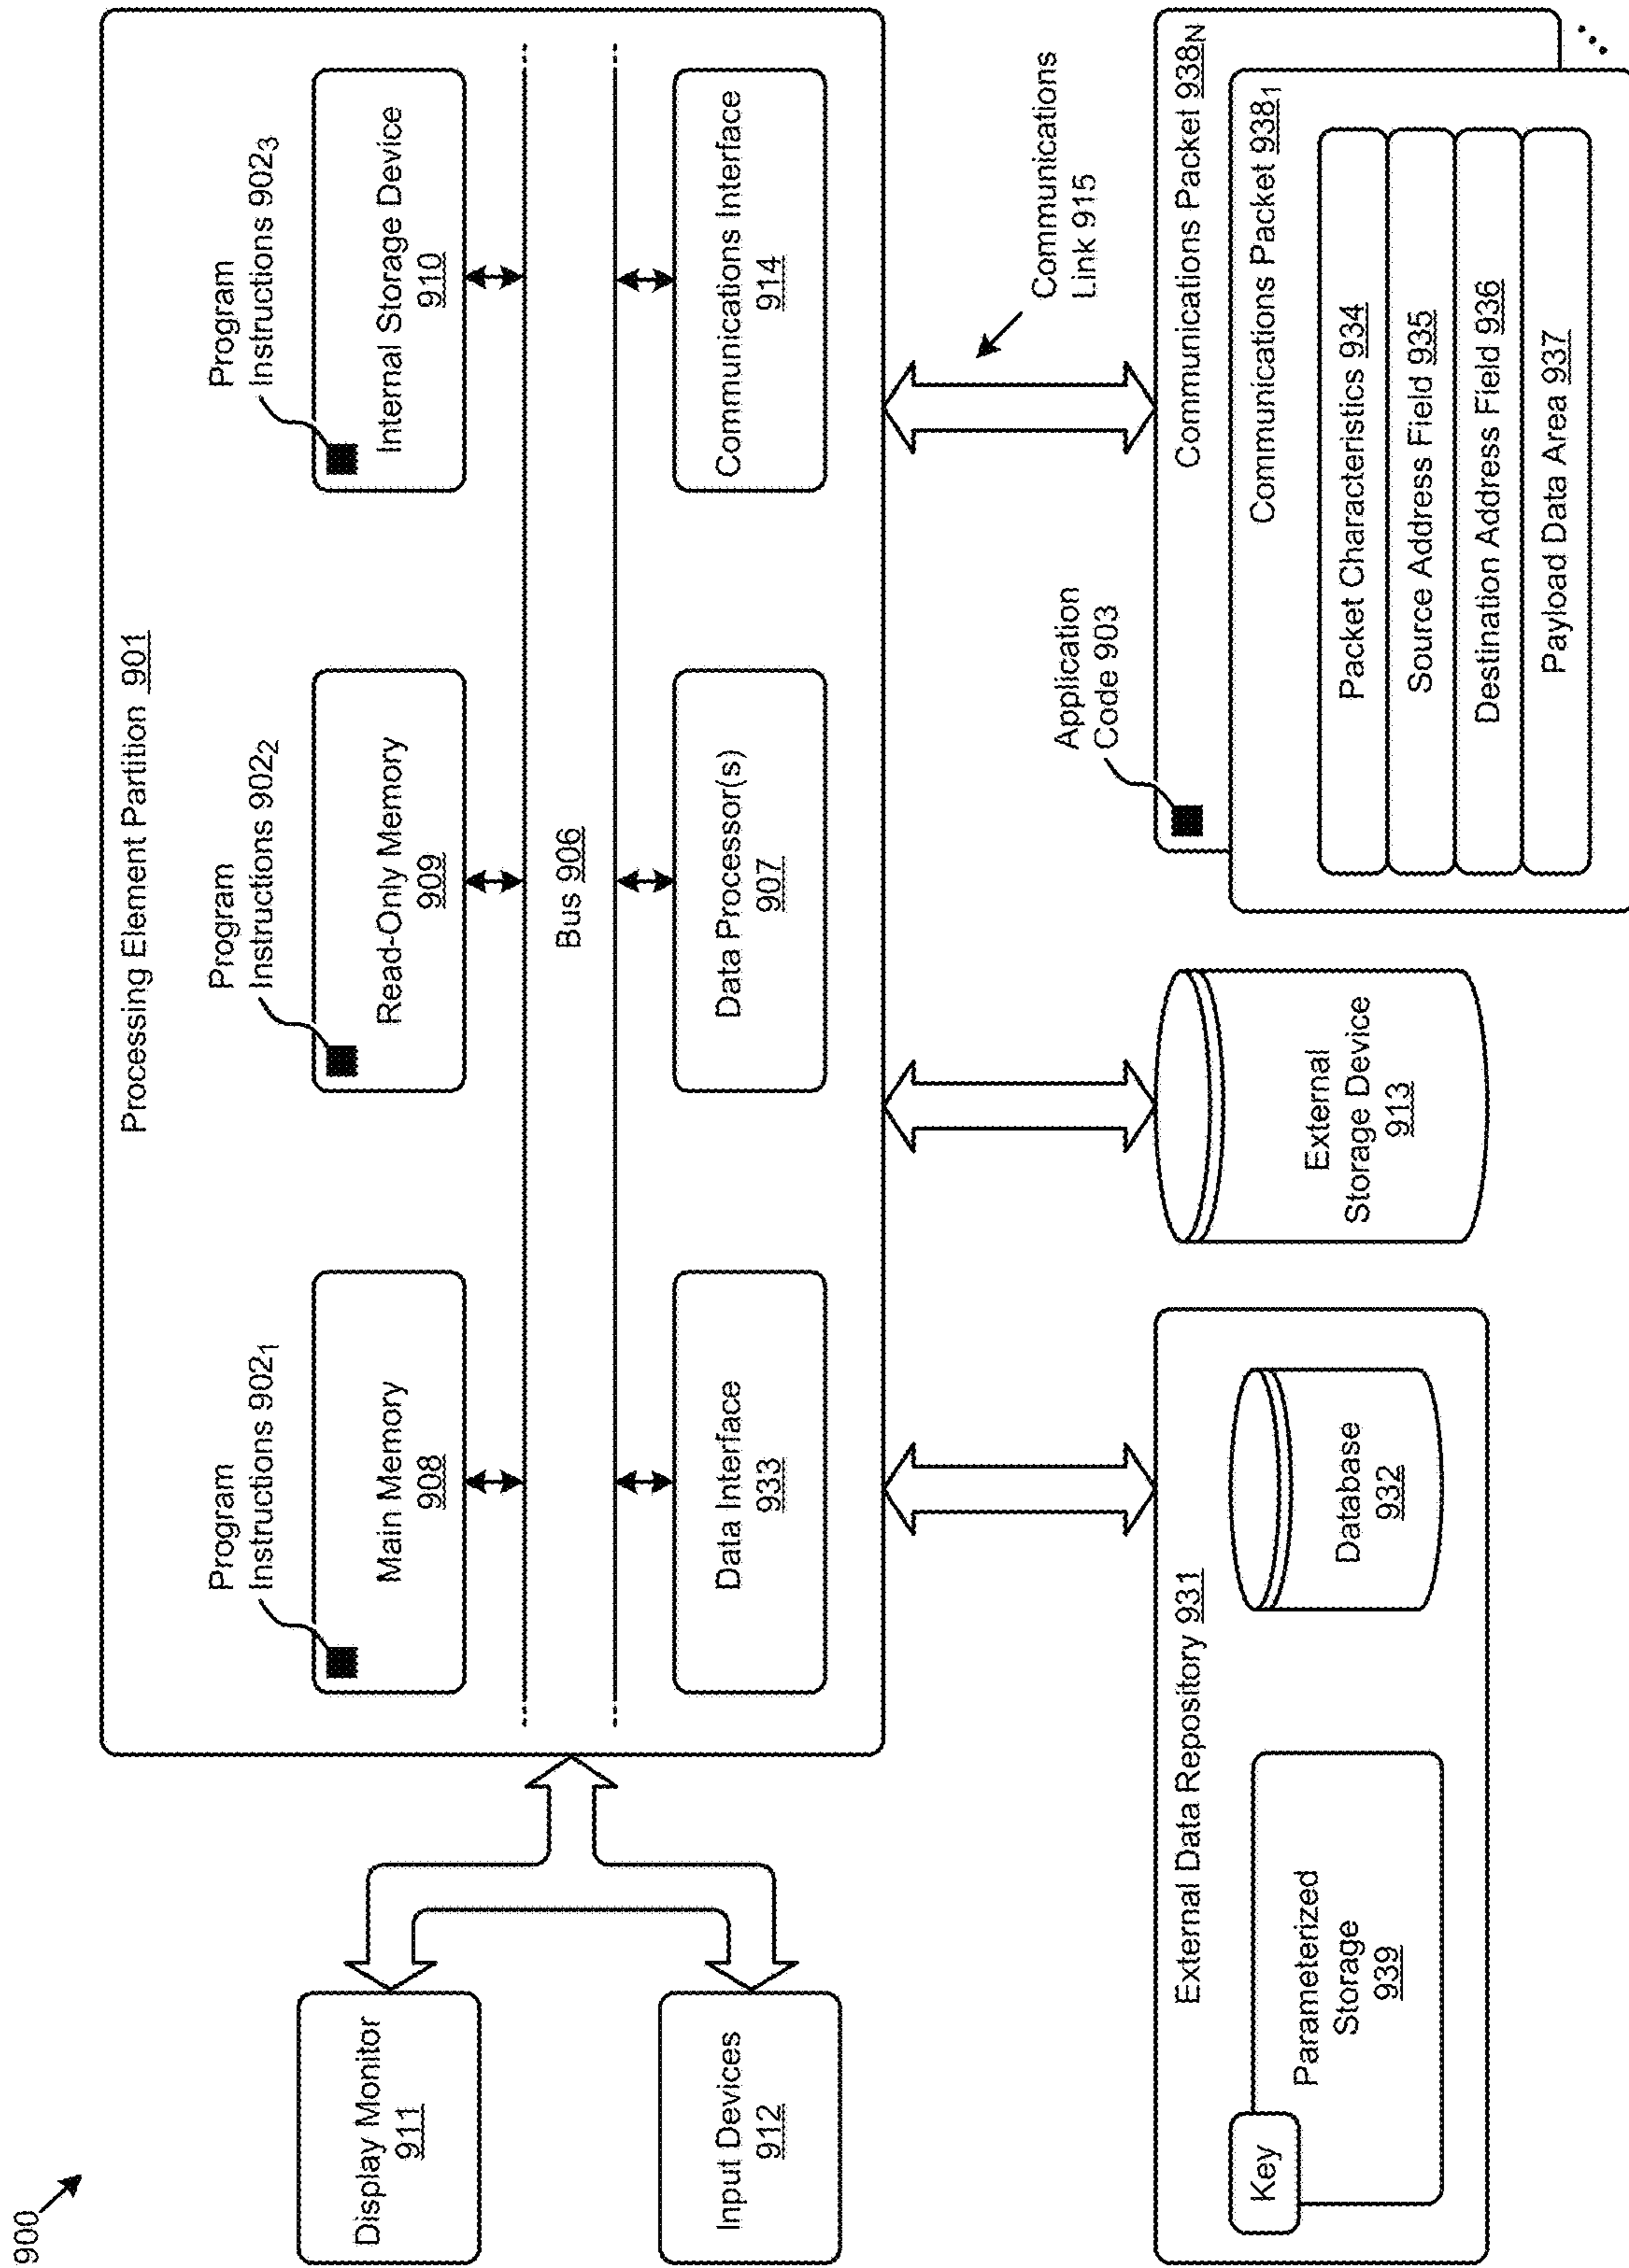 900
Processing Element Partition 901
Program
Instructions 902₁
Program
Instructions 902₂
Program
Instructions 902₃
Main Memory
908
Read-Only Memory
909
Internal Storage Device
910
Display Monitor
911
Bus 906
Input Devices
912
Data Interface
933
Data Processor(s)
907
Communications Interface
914
Communications
Link 915
Application
Code 903
External Data Repository 931
Key
Parameterized
Storage
939
Database
932
External
Storage Device
913
Communications Packet 938N
Communications Packet 938₁
Packet Characteristics 934
Source Address Field 935
Destination Address Field 936
Payload Data Area 937